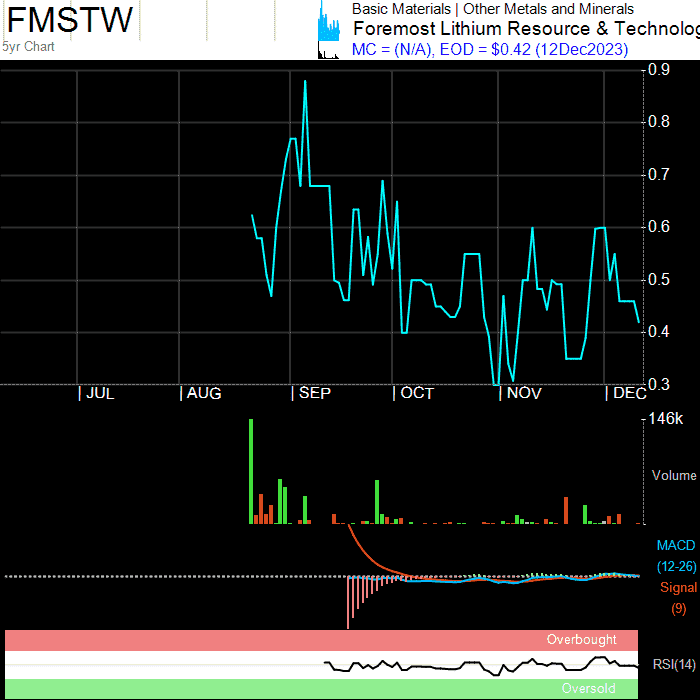 FMSTW
5yr Chart
Basic Materials | Other Metals and Minerals
Foremost Lithium Resource & Technolog
MC = (N/A), EOD = $0.42 (12Dec2023)
0.9
0.8
0.7
0.6
0.5
0.4
0.3
| JUL | AUG | SEP | OCT | NOV | DEC
146k
Volume
MACD
(12-26)
Signal
(9)
Overbought
RSI(14)
Oversold